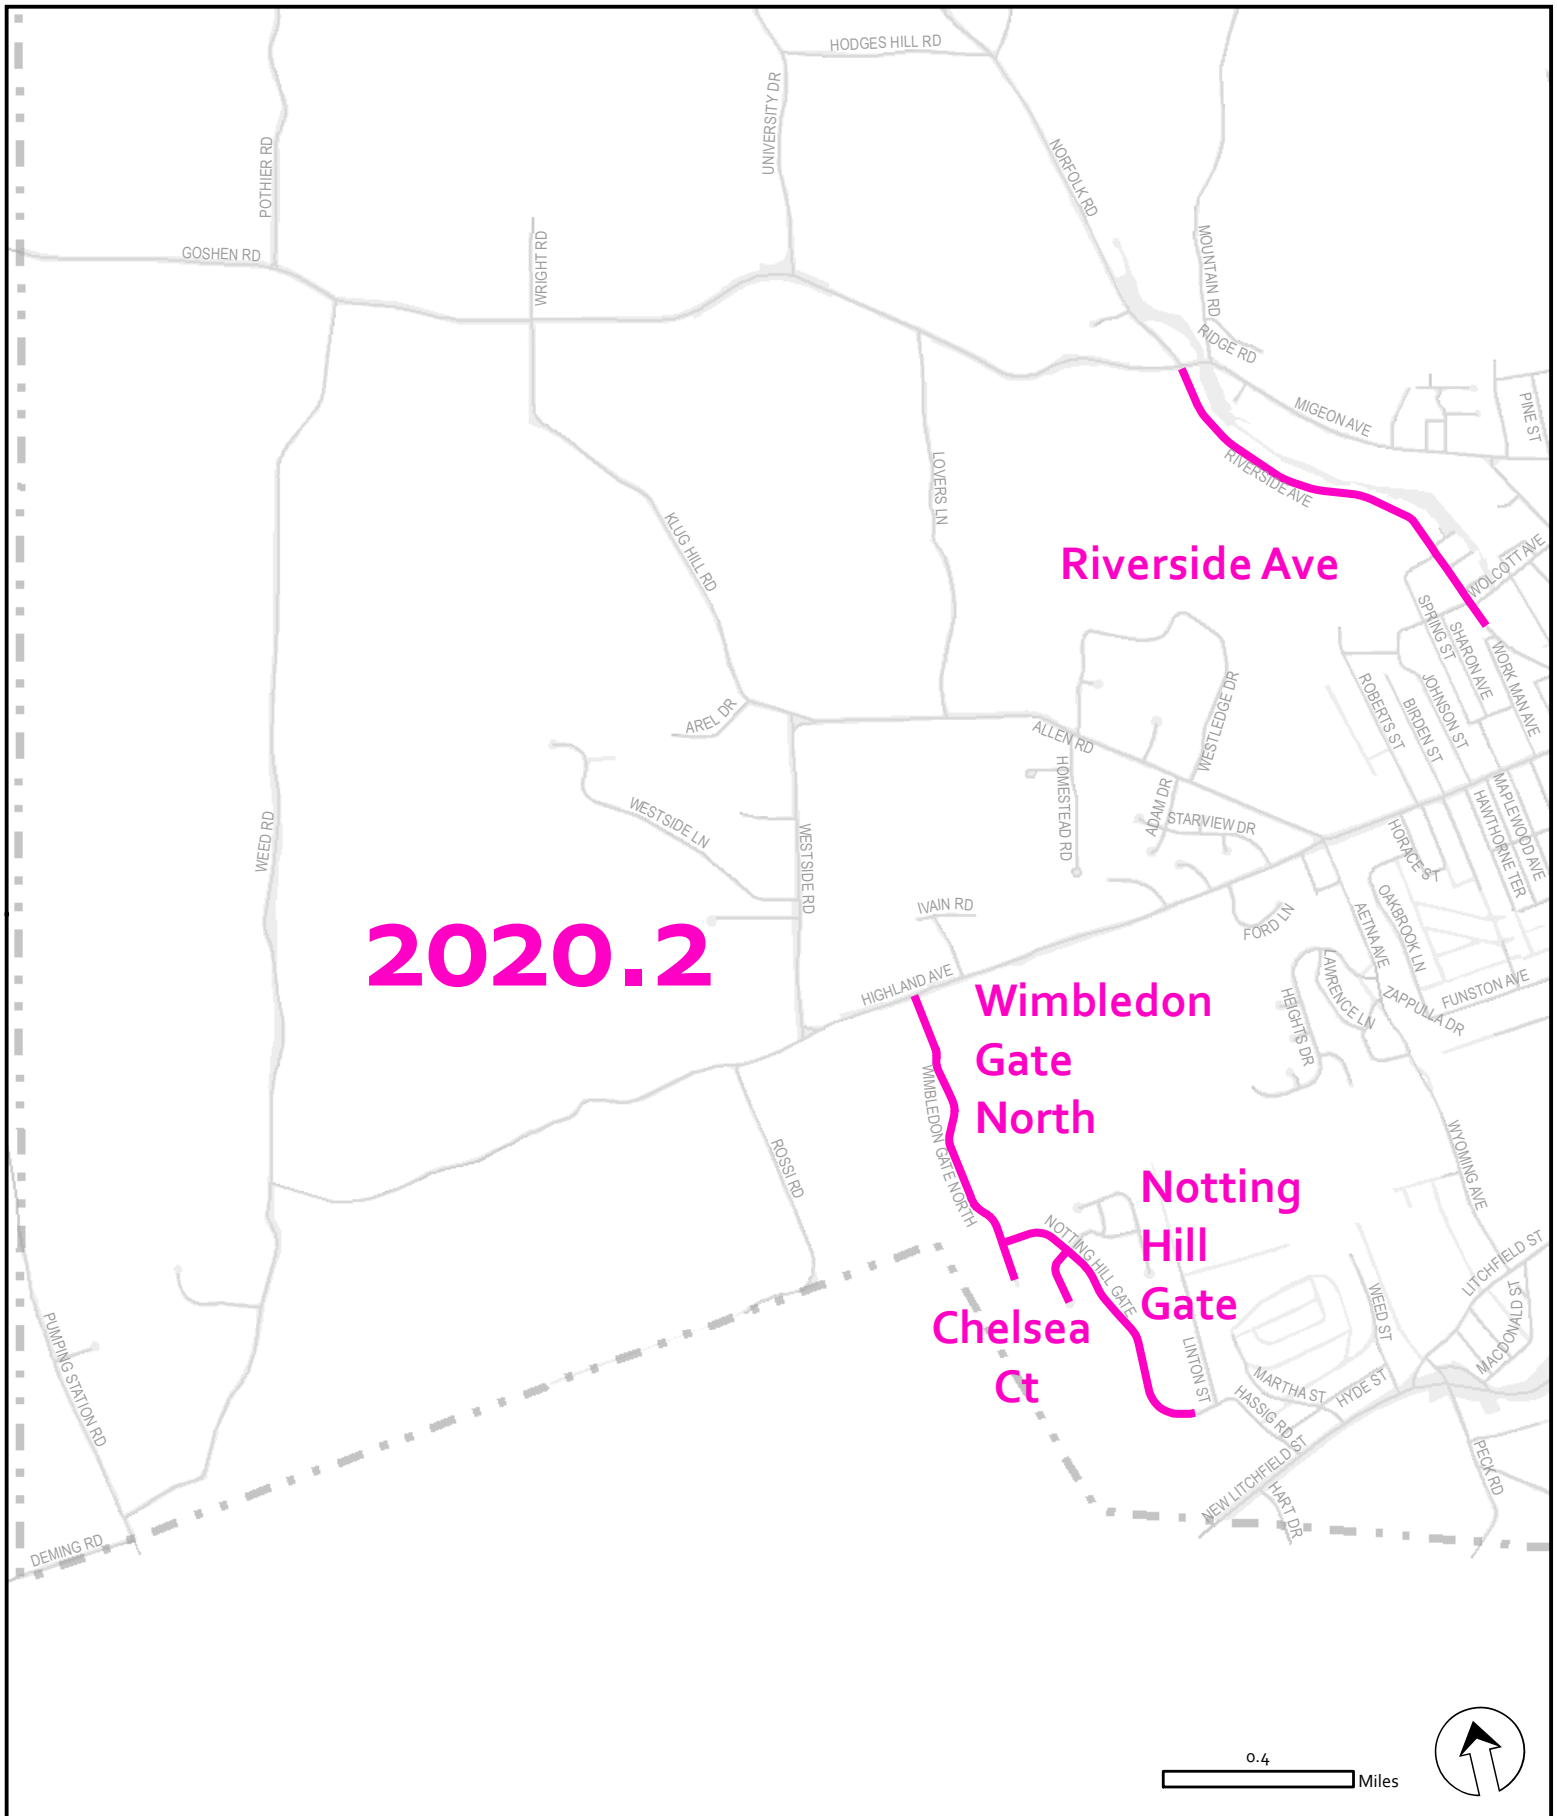 HODGES HILL RD
UNIVERSITY DR
POTHIER RD
NORFOLK RD
GOSHEN RD
WRIGHT RD
MOUNTAIN RD
RIDGE RD
MIGEON AVE
PINE ST
LOVERS LN
RIVERSIDE AVE
KLUG HILL RD
Riverside Ave
WOLCOTT AVE
SPRING ST
SHARON AVE
WORK MAN AVE
ROBERTS ST
BIRDEN ST
JOHNSON ST
AREL DR
ALLEN RD
WESTLEDGE DR
HOMESTEAD RD
ADAM DR
STARVIEW DR
WEED RD
WESTSIDE LN
WESTSIDE RD
HORACE ST
HAWTHORNE TER
MAPLEWOOD AVE
IVAIN RD
FORD LN
AETNA AVE
OAKBROOK LN
2020.2
HIGHLAND AVE
LAWRENCE LN
HEIGHTS DR
ZAPPULLA DR
FUNSTON AVE
Wimbledon
Gate
North
WIMBLEDON GATE NORTH
ROSSI RD
WYOMING AVE
Notting
Hill
Gate
NOTTING HILL GATE
LITCHFIELD ST
MACDONALD ST
WEED ST
Chelsea
Ct
LINTON ST
MARTHA ST
HYDE ST
HASSIG RD
PUMPING STATION RD
NEW LITCHFIELD ST
HART DR
PECK RD
DEMING RD
0.4
Miles